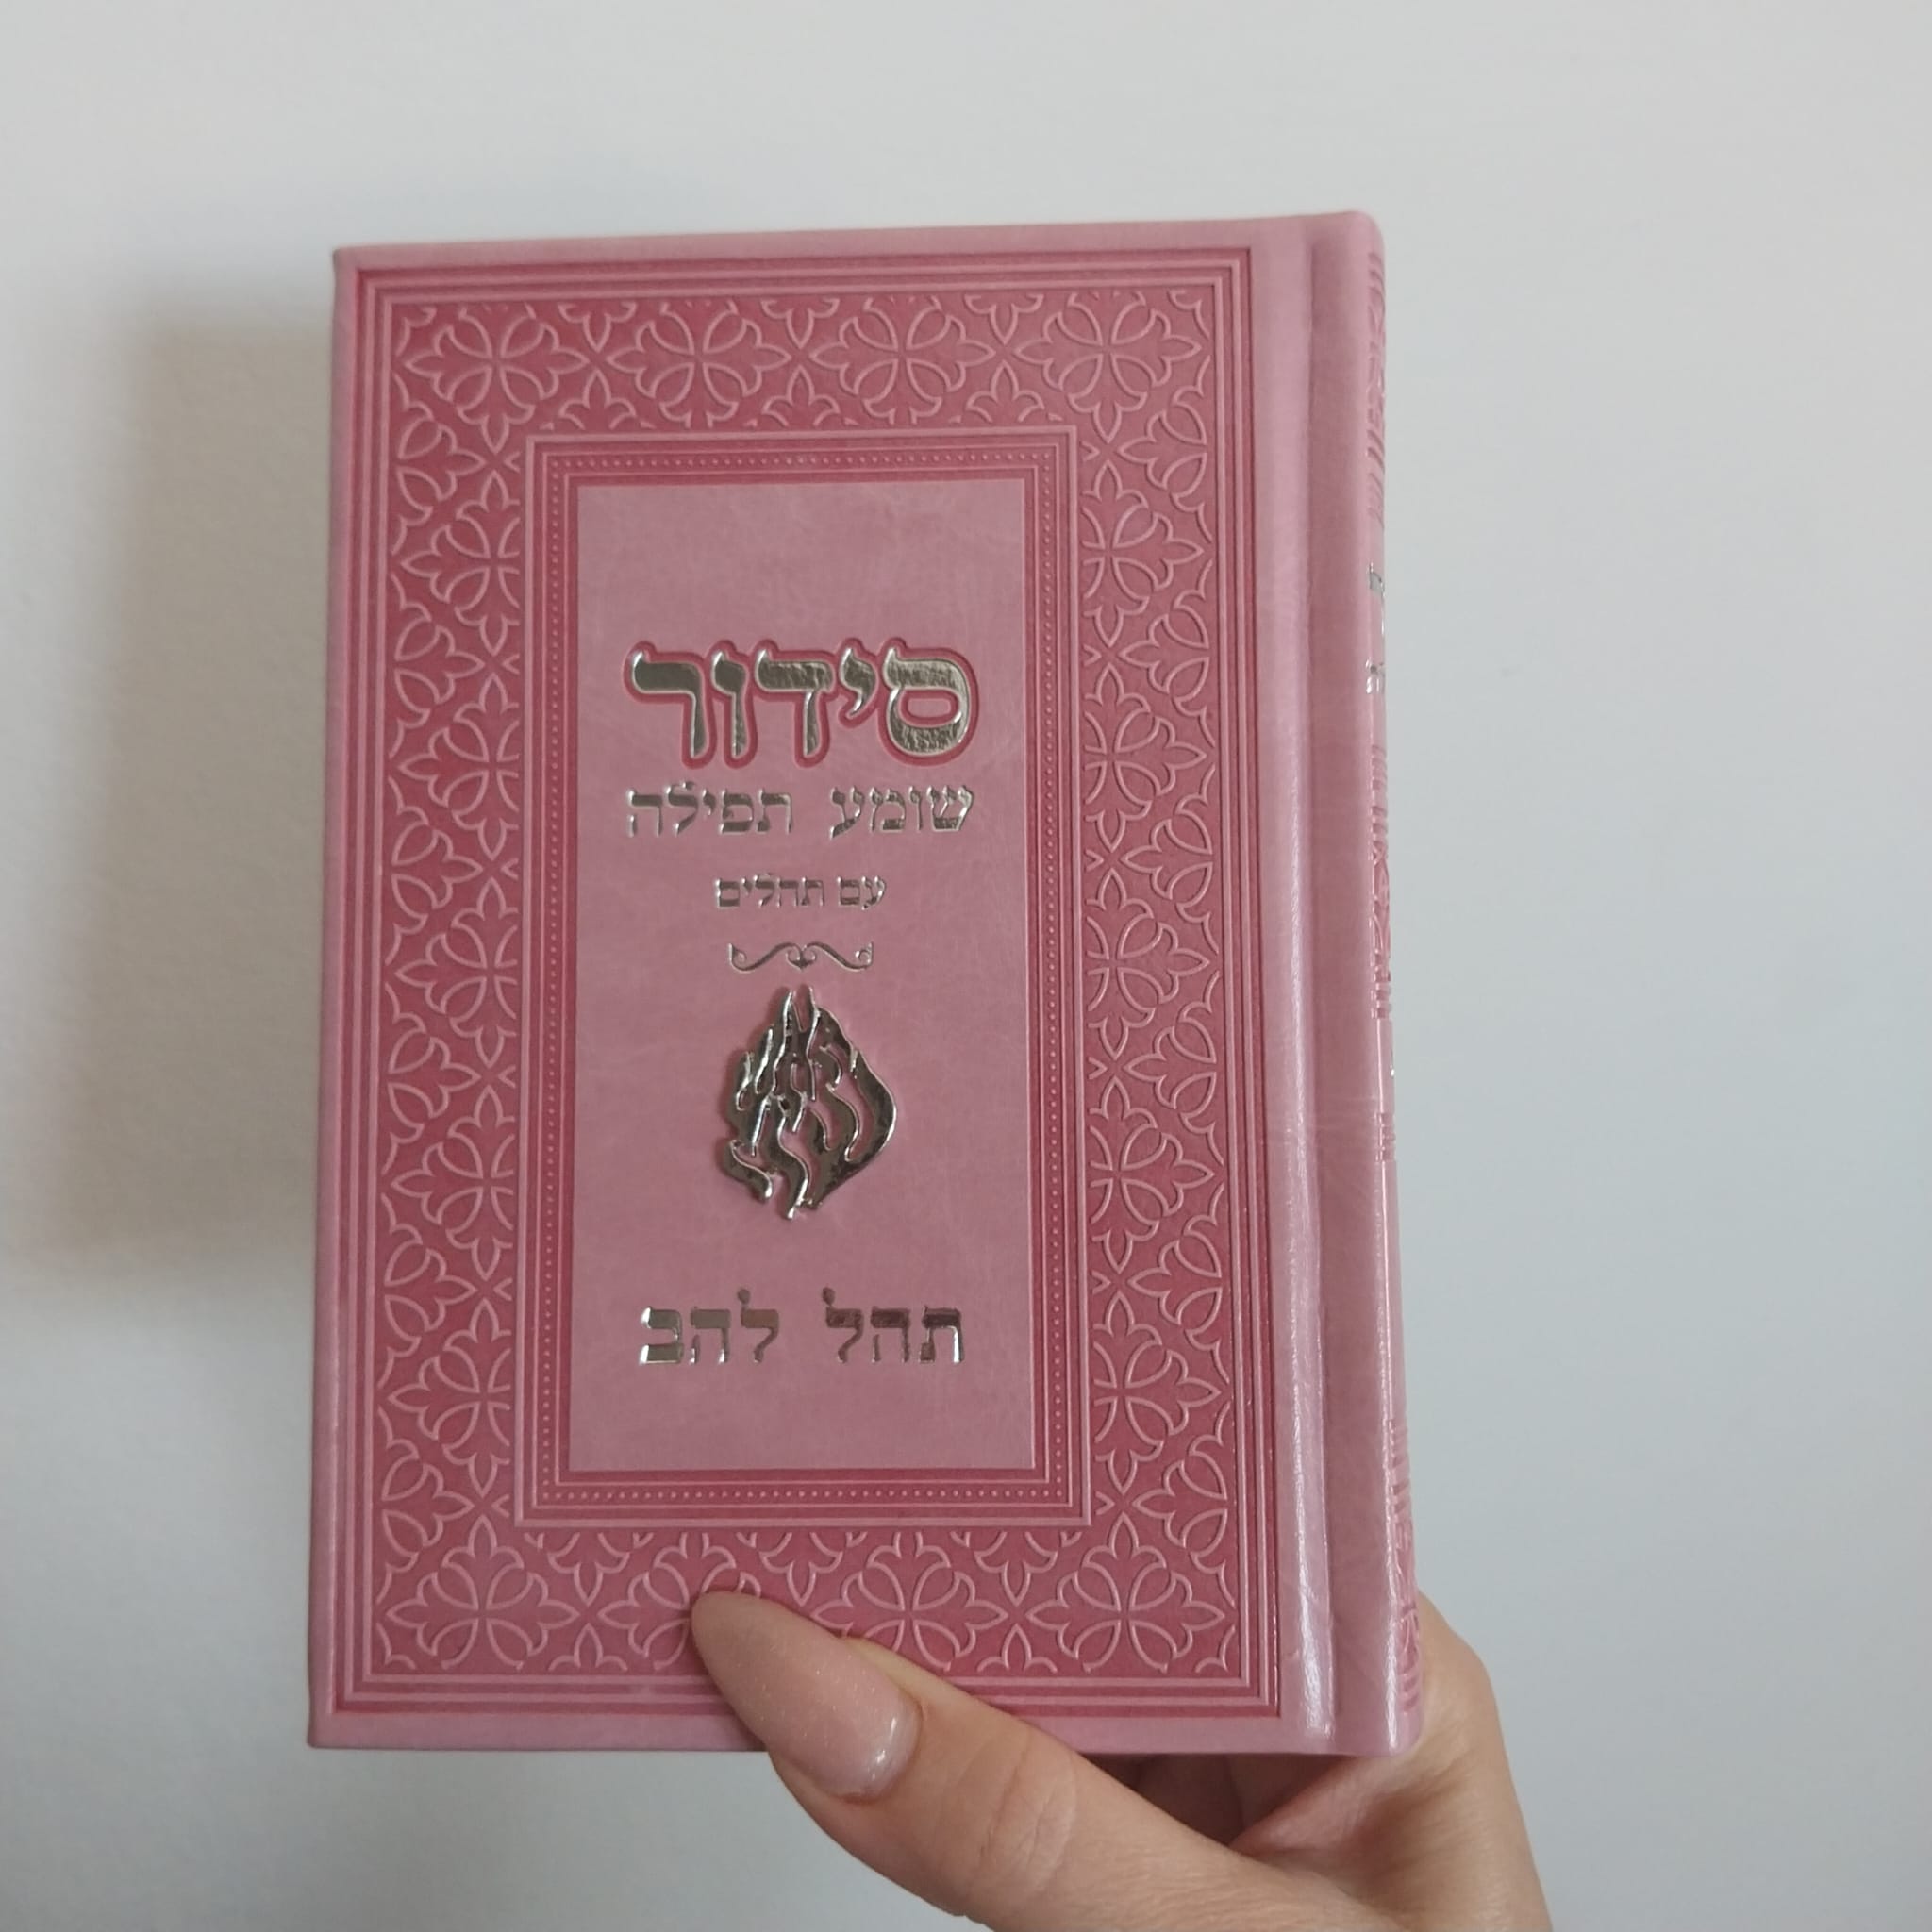 סידור
שומע תפילה
עם תהלים
תהל להב